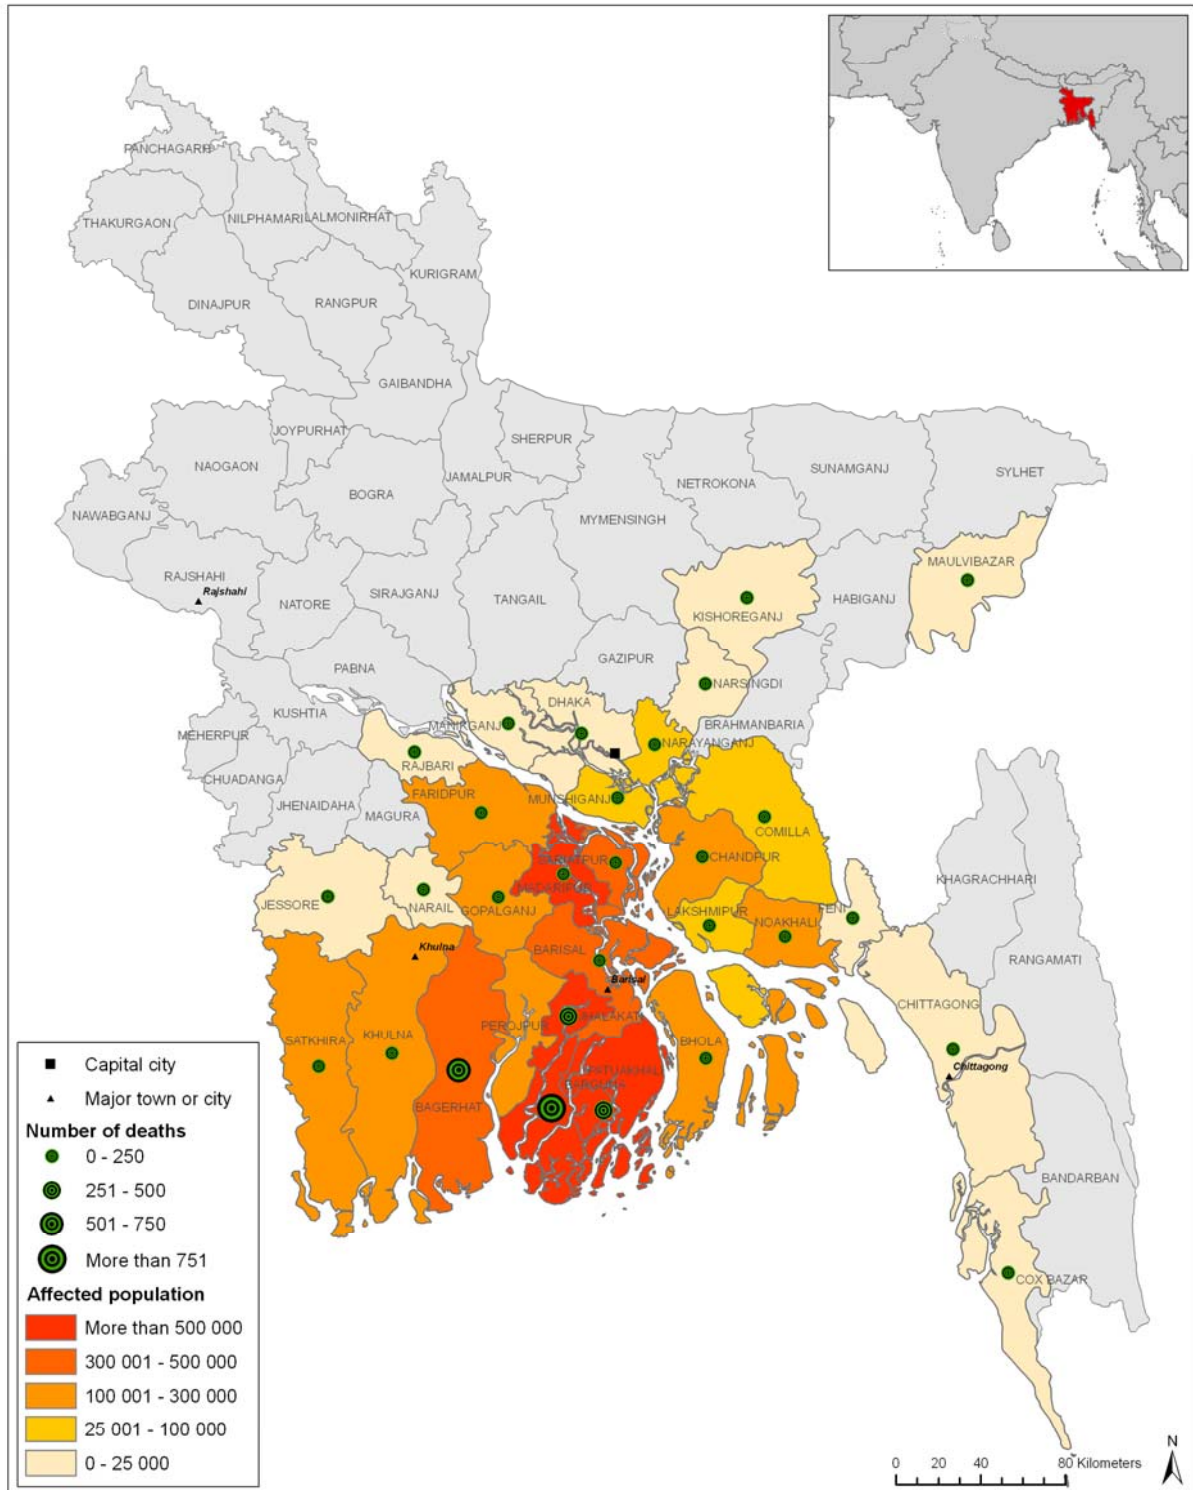 PANCHAGARH
THAKURGAON
NILPHAMARI
LALMONIRHAT
KURIGRAM
DINAJPUR
RANGPUR
GAIBANDHA
JOYPURHAT
SHERPUR
NAOGAON
JAMALPUR
SUNAMGANJ
SYLHET
BOGRA
NETROKONA
NAWABGANJ
MYMENSINGH
MAULVIBAZAR
RAJSHAHI
Rajshahi
NATORE
SIRAJGANJ
TANGAIL
HABIGANJ
KISHOREGANJ
GAZIPUR
PABNA
NARSINGDI
DHAKA
KUSHTIA
MANIKGANJ
BRAHMANBARIA
MEHERPUR
NARAYANGANJ
RAJBARI
CHUADANGA
JHENAIDAHA
FARIDPUR
MUNSHIGANJ
MAGURA
COMILLA
SARIATPUR
CHANDPUR
KHAGRACHHARI
MADARIPUR
JESSORE
NARAIL
GOPALGANJ
LAKSHMIPUR
FENI
NOAKHALI
Khulna
BARISAL
RANGAMATI
Barisal
CHITTAGONG
JHALAKATI
PEROJPUR
SATKHIRA
KHULNA
BHOLA
PATUAKHALI
Chittagong
BARGUNA
BAGERHAT
BANDARBAN
COX BAZAR
Capital city
Major town or city
Number of deaths
0 - 250
251 - 500
501 - 750
More than 751
Affected population
More than 500 000
300 001 - 500 000
100 001 - 300 000
25 001 - 100 000
0 - 25 000
N
0 20 40 80 Kilometers